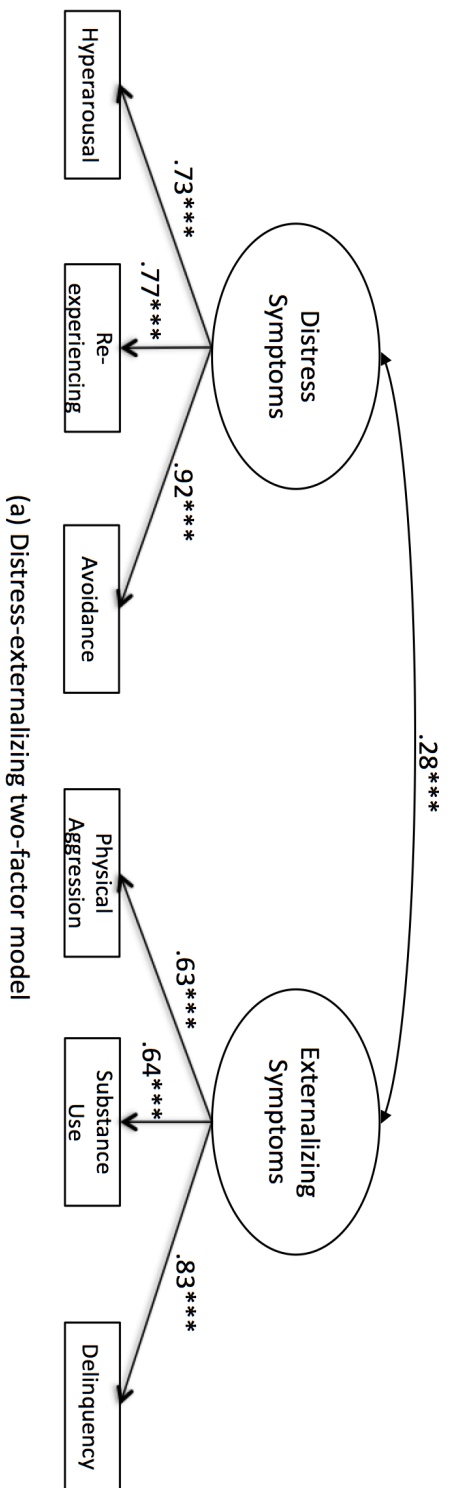 .28***
Distress
Symptoms
Externalizing
Symptoms
.73***
.77***
.92***
.63***
.64***
.83***
Hyperarousal
Re-
experiencing
Avoidance
Physical
Aggression
Substance
Use
Delinquency
(a) Distress-externalizing two-factor model